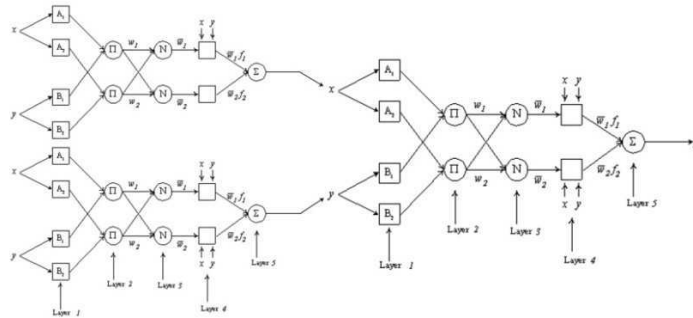 x y
A₁
x
A₂
Π w₁ N w̅₁ w̅₁f₁
Σ
B₁
y
B₂
Π w₂ N w̅₂ w̅₂f₂
x y
A₁
x
A₂
Π w₁ N w̅₁ w̅₁f₁
Σ
B₁
y
B₂
Π w₂ N w̅₂ w̅₂f₂
x y
Layer 1
Layer 2
Layer 3
Layer 4
Layer 5
x y
A₁
x
A₂
Π w₁ N w̅₁ w̅₁f₁
Σ
B₁
y
B₂
Π w₂ N w̅₂ w̅₂f₂
x y
Layer 1
Layer 2
Layer 3
Layer 4
Layer 5